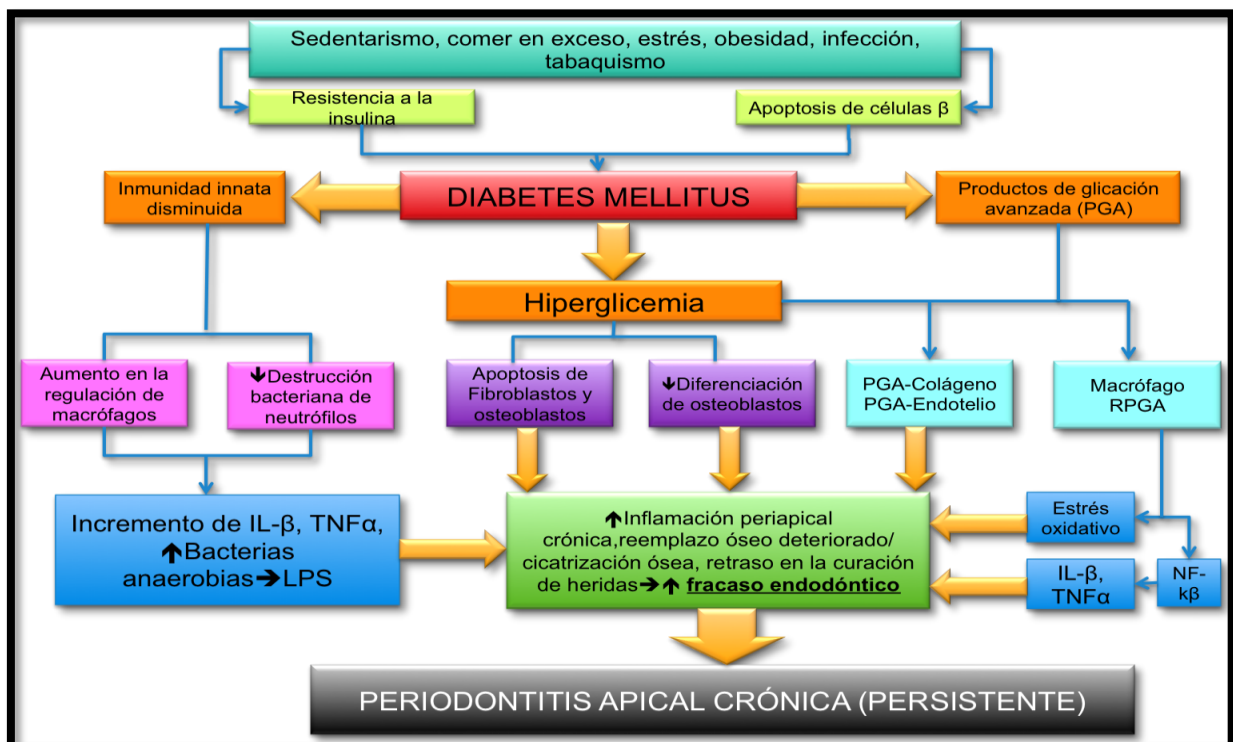 Sedentarismo, comer en exceso, estrés, obesidad, infección,
tabaquismo
Resistencia a la
insulina
Apoptosis de células β
Inmunidad innata
disminuida
DIABETES MELLITUS
Productos de glicación
avanzada (PGA)
Hiperglicemia
Aumento en la
regulación de
macrófagos
🡻Destrucción
bacteriana de
neutrófilos
Apoptosis de
Fibroblastos y
osteoblastos
🡻Diferenciación
de osteoblastos
PGA-Colágeno
PGA-Endotelio
Macrófago
RPGA
Incremento de IL-β, TNFα,
🡹Bacterias
anaerobias➔LPS
🡹Inflamación periapical
crónica,reemplazo óseo deteriorado/
cicatrización ósea, retraso en la curación
de heridas➔🡹 fracaso endodóntico
Estrés
oxidativo
IL-β,
TNFα
NF-
kβ
PERIODONTITIS APICAL CRÓNICA (PERSISTENTE)